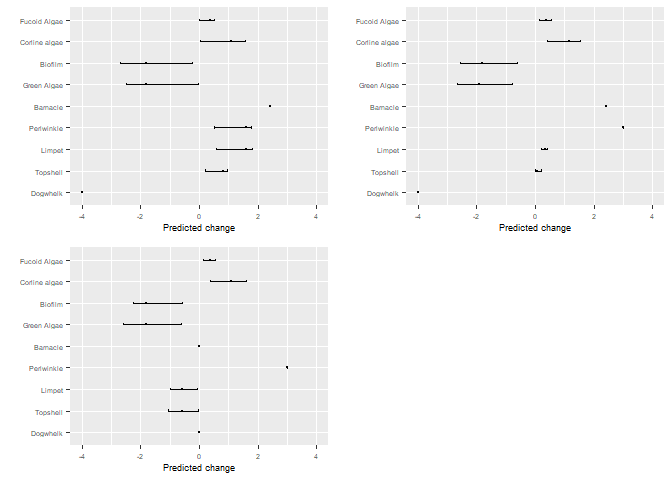 Fucoid Algae
Corline algae
Biofilm
Green Algae
Barnacle
Periwinkle
Limpet
Topshell
Dogwhelk
-4 -2 0 2 4
Predicted change
Fucoid Algae
Corline algae
Biofilm
Green Algae
Barnacle
Periwinkle
Limpet
Topshell
Dogwhelk
-4 -2 0 2 4
Predicted change
Fucoid Algae
Corline algae
Biofilm
Green Algae
Barnacle
Periwinkle
Limpet
Topshell
Dogwhelk
-4 -2 0 2 4
Predicted change